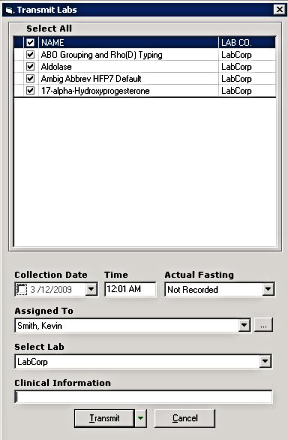 Transmit Labs
Select All
NAME LAB CO.
ABO Grouping and Rho(D) Typing LabCorp
Aldolase LabCorp
Ambig Abbrev HFP7 Default LabCorp
17-alpha-Hydroxyprogesterone LabCorp
Collection Date Time Actual Fasting
3 /12/2009 12:01 AM Not Recorded
Assigned To
Smith, Kevin ...
Select Lab
LabCorp
Clinical Information
Transmit Cancel